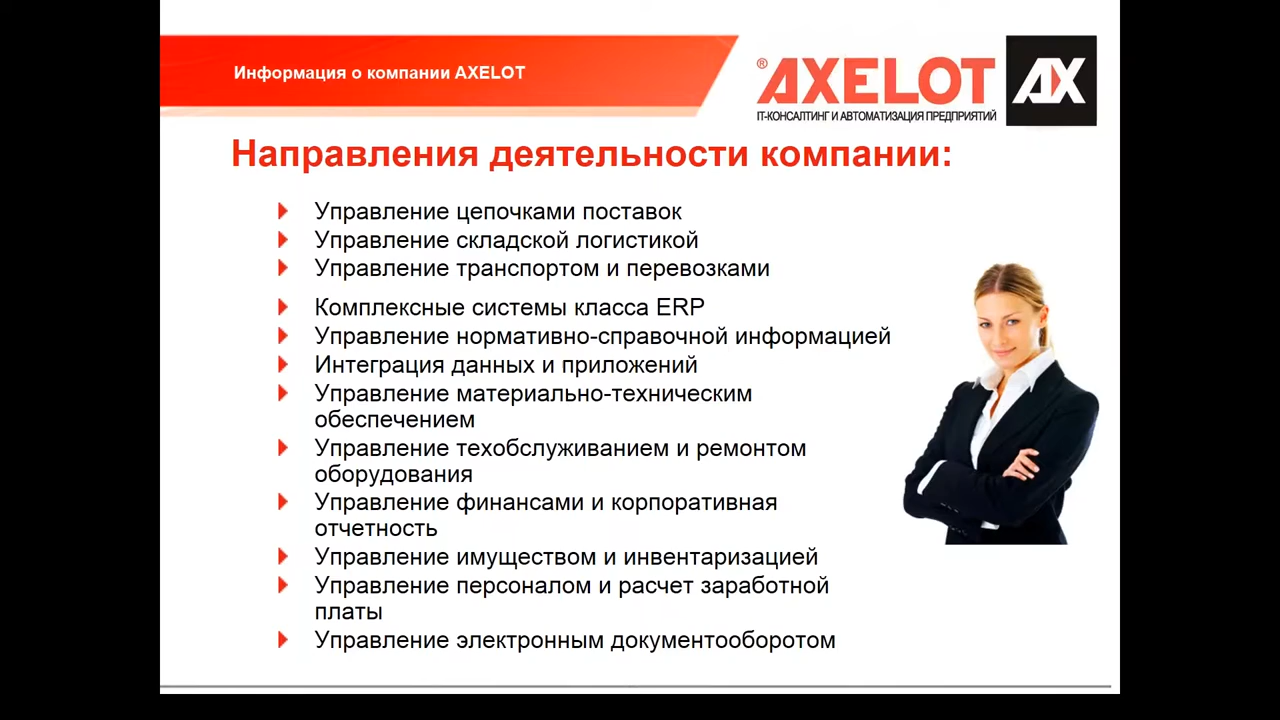 Информация о компании AXELOT
®AXELOT
AX
IT-КОНСАЛТИНГ И АВТОМАТИЗАЦИЯ ПРЕДПРИЯТИЙ
Направления деятельности компании:
Управление цепочками поставок
Управление складской логистикой
Управление транспортом и перевозками
Комплексные системы класса ERP
Управление нормативно-справочной информацией
Интеграция данных и приложений
Управление материально-техническим
обеспечением
Управление техобслуживанием и ремонтом
оборудования
Управление финансами и корпоративная
отчетность
Управление имуществом и инвентаризацией
Управление персоналом и расчет заработной
платы
Управление электронным документооборотом